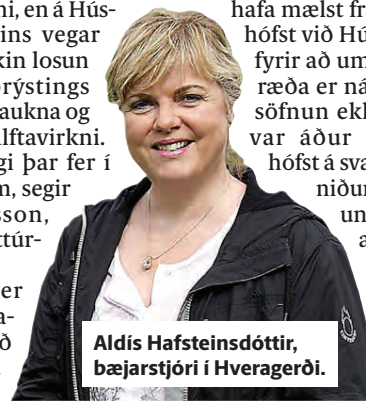 ni, en á Hús-
ins vegar
kin losun
þrýstings
aukna og
lftavirkni.
gi þar fer í
m, segir
sson,
ttúr-
er
a-
ð
hafa mælst fr
hófst við Hú
fyrir að um
ræða er ná
söfnun ekl
var áður
hófst á sva
niður
un
a
Aldís Hafsteinsdóttir,
bæjarstjóri í Hveragerði.